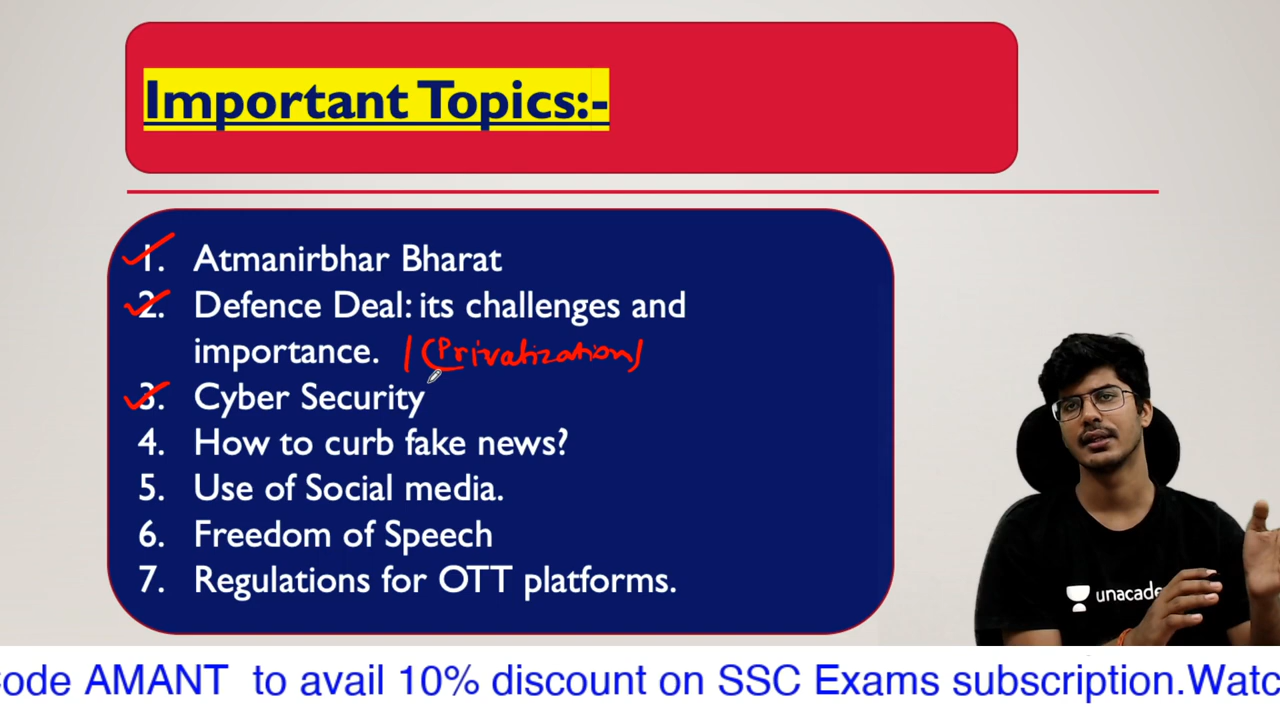 Important Topics:-
1. Atmanirbhar Bharat
2. Defence Deal: its challenges and
importance. / (Privatization)
3. Cyber Security
4. How to curb fake news?
5. Use of Social media.
6. Freedom of Speech
7. Regulations for OTT platforms.
unacade
ode AMANT to avail 10% discount on SSC Exams subscription.Watc